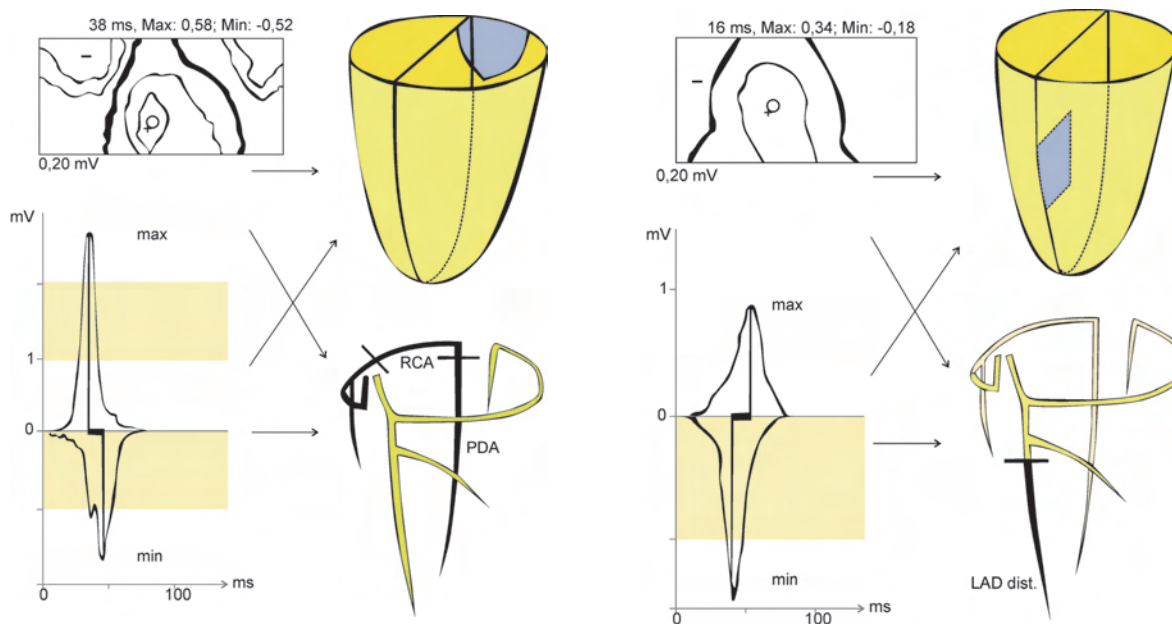 38 ms, Max: 0,58; Min: -0,52
−
+
0,20 mV
mV
max
1
0
min
0
100
ms
RCA
PDA
16 ms, Max: 0,34; Min: -0,18
−
+
0,20 mV
mV
1
max
0
min
0
100
ms
LAD dist.